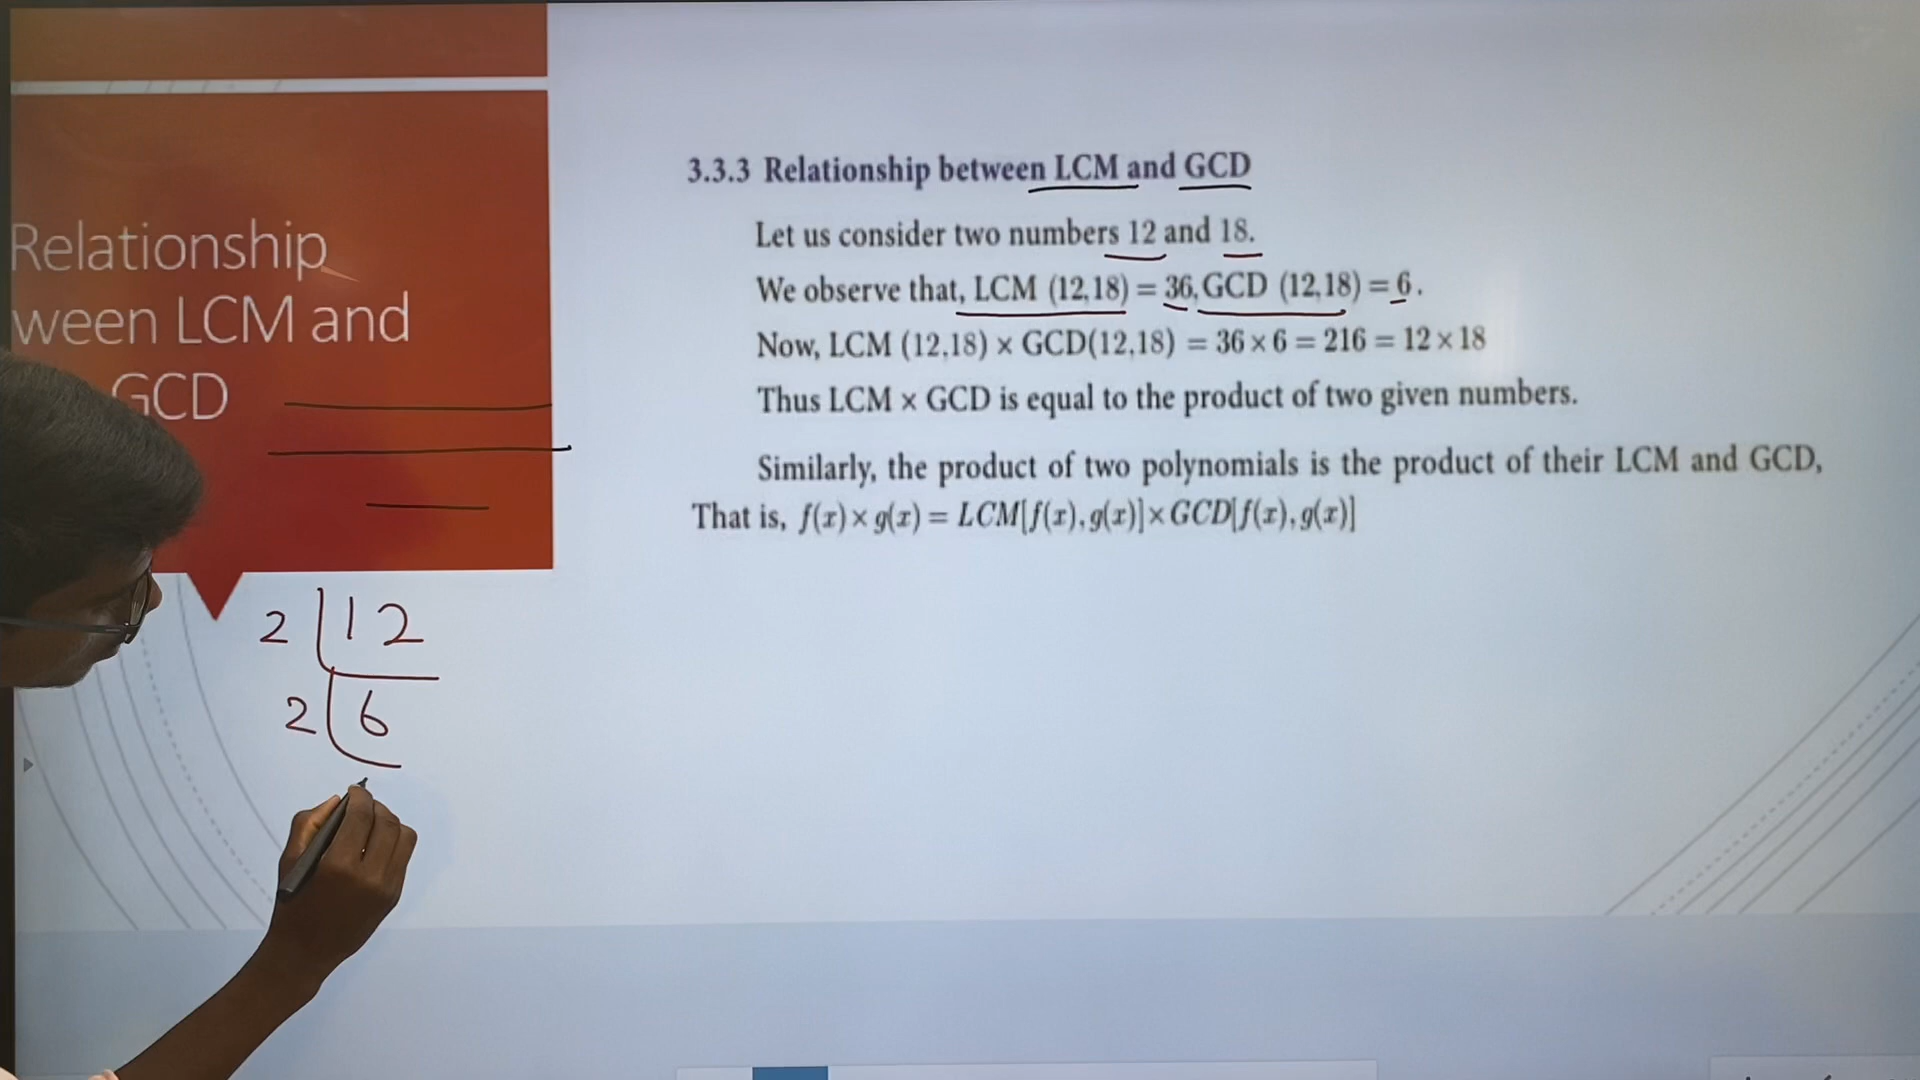 Relationship
ween LCM and
GCD
3.3.3 Relationship between LCM and GCD
Let us consider two numbers 12 and 18.
We observe that, LCM (12,18) = 36, GCD (12,18) = 6.
Now, LCM (12,18) × GCD(12,18) = 36 × 6 = 216 = 12 × 18
Thus LCM × GCD is equal to the product of two given numbers.
Similarly, the product of two polynomials is the product of their LCM and GCD,
That is, f(x) × g(x) = LCM[f(x), g(x)] × GCD[f(x), g(x)]
2 12
2 6